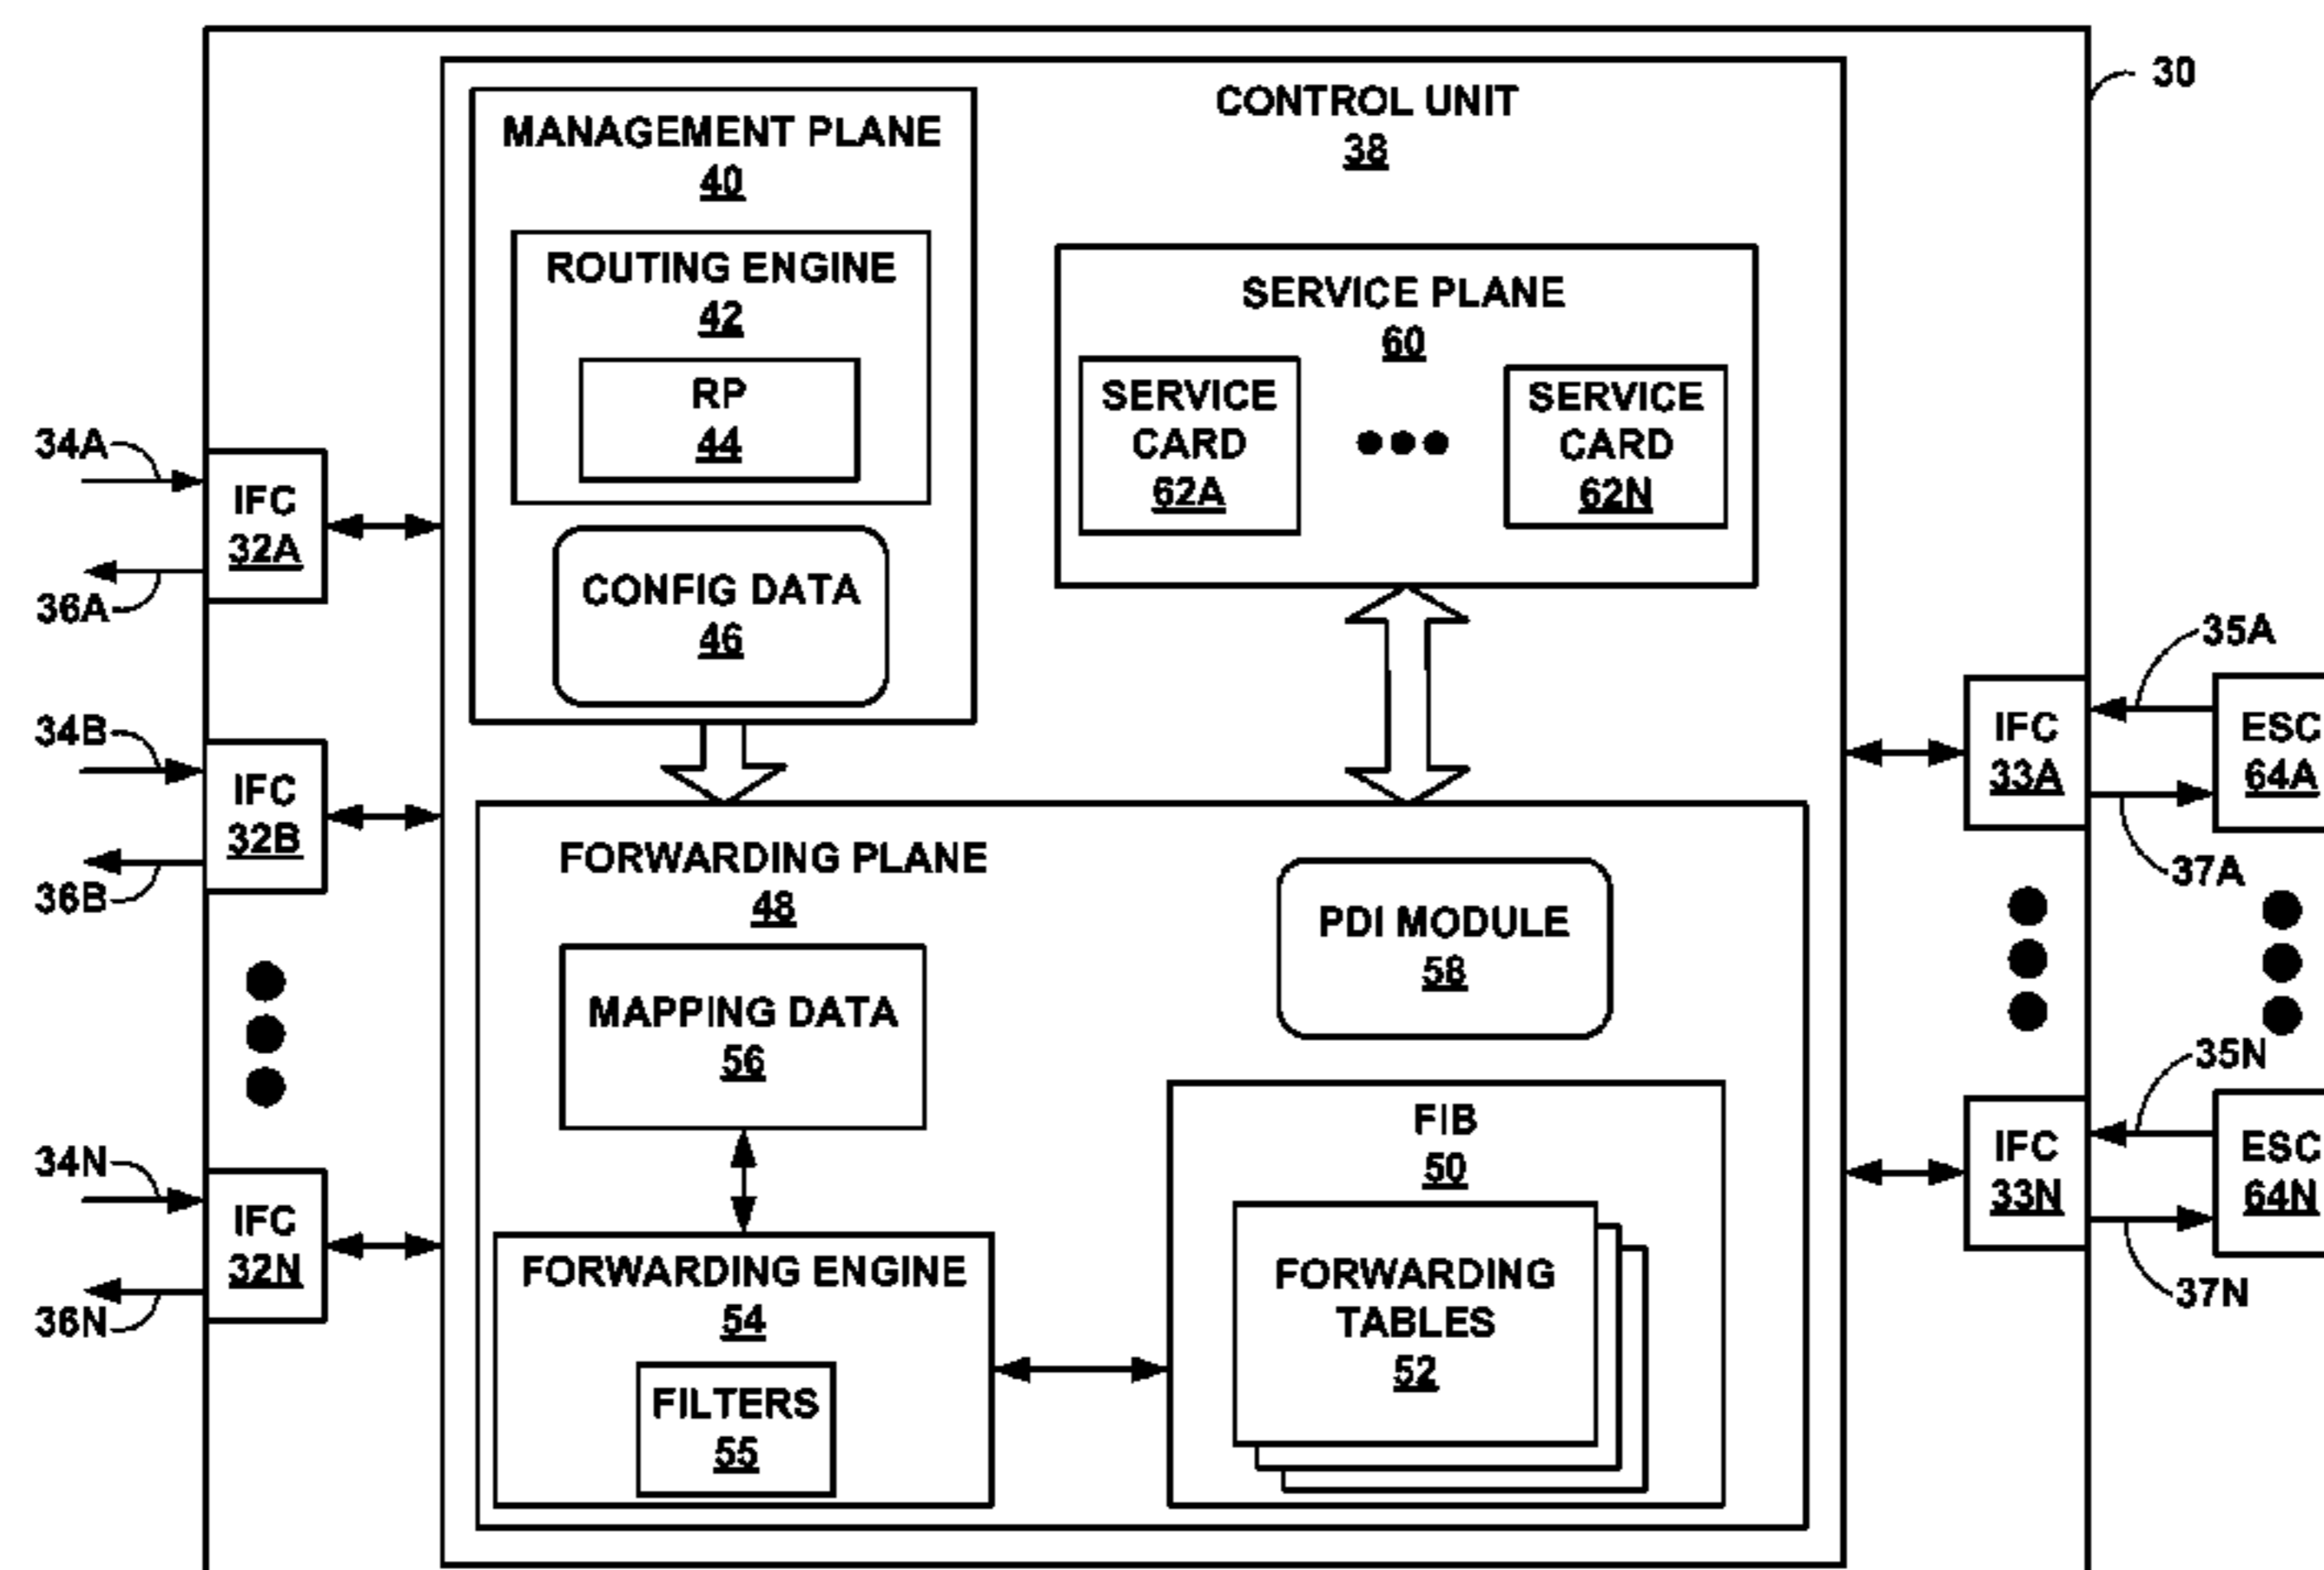 30
CONTROL UNIT
38
MANAGEMENT PLANE
40
ROUTING ENGINE
42
RP
44
CONFIG DATA
46
SERVICE PLANE
60
SERVICE
CARD
62A
SERVICE
CARD
62N
34A
IFC
32A
36A
34B
IFC
32B
36B
34N
IFC
32N
36N
FORWARDING PLANE
48
PDI MODULE
58
MAPPING DATA
56
FORWARDING ENGINE
54
FILTERS
55
FIB
50
FORWARDING
TABLES
52
35A
IFC
33A
ESC
64A
37A
35N
IFC
33N
ESC
64N
37N